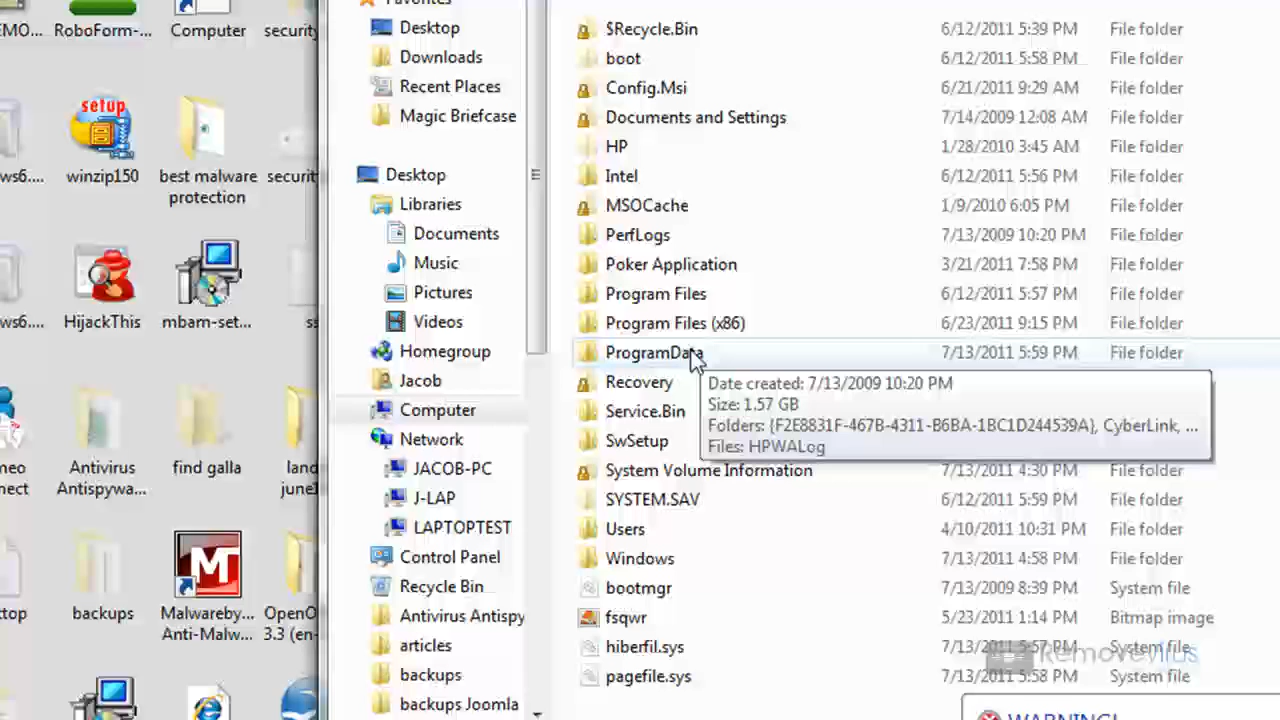 EMO... RoboForm-... Computer security
ws6.... winzip150 best malware protection security
ws6.... HijackThis mbam-set... ss
meo nnect Antivirus Antispywa... find galla land june1
top backups Malwareby... Anti-Malw... OpenO 3.3 (en-
setup
Favorites
Desktop
Downloads
Recent Places
Magic Briefcase
Desktop
Libraries
Documents
Music
Pictures
Videos
Homegroup
Jacob
Computer
Network
JACOB-PC
J-LAP
LAPTOPTEST
Control Panel
Recycle Bin
Antivirus Antispy
articles
backups
backups Joomla
$Recycle.Bin 6/12/2011 5:39 PM File folder
boot 6/12/2011 5:58 PM File folder
Config.Msi 6/21/2011 9:29 AM File folder
Documents and Settings 7/14/2009 12:08 AM File folder
HP 1/28/2010 3:45 AM File folder
Intel 6/12/2011 5:56 PM File folder
MSOCache 1/9/2010 6:05 PM File folder
PerfLogs 7/13/2009 10:20 PM File folder
Poker Application 3/21/2011 7:58 PM File folder
Program Files 6/12/2011 5:57 PM File folder
Program Files (x86) 6/23/2011 9:15 PM File folder
ProgramData 7/13/2011 5:59 PM File folder
Recovery
Service.Bin
SwSetup
Date created: 7/13/2009 10:20 PM
Size: 1.57 GB
Folders: {F2E8831F-467B-4311-B6BA-1BC1D244539A}, CyberLink, ...
Files: HPWALog
System Volume Information 7/13/2011 4:30 PM File folder
SYSTEM.SAV 6/12/2011 5:59 PM File folder
Users 4/10/2011 10:31 PM File folder
Windows 7/13/2011 4:58 PM File folder
bootmgr 7/13/2009 8:39 PM System file
fsqwr 5/23/2011 1:14 PM Bitmap image
hiberfil.sys 7/13/2011 5:57 PM System file
RemoveVirus
pagefile.sys 7/13/2011 5:58 PM System file
WARNING!